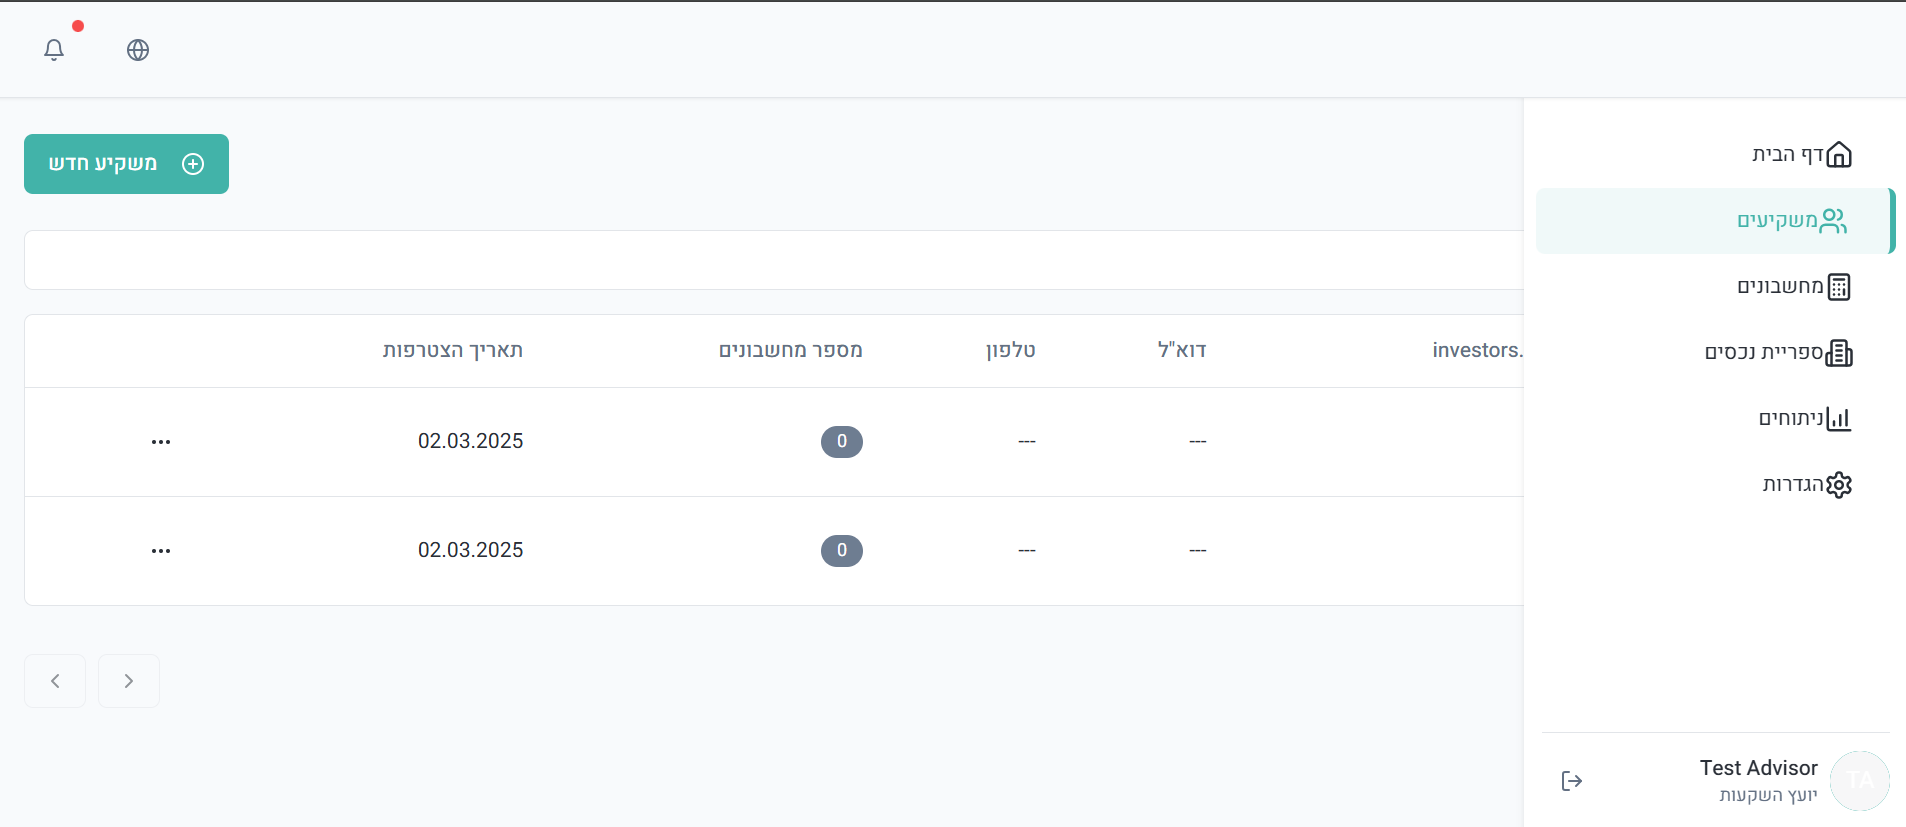 דף הבית
משקיעים
מחשבונים
ספריית נכסים
ניתוחים
הגדרות
Test Advisor
יועץ השקעות
TA
משקיע חדש
investors.
דוא"ל
טלפון
מספר מחשבונים
תאריך הצטרפות
---
---
0
02.03.2025
---
---
0
02.03.2025